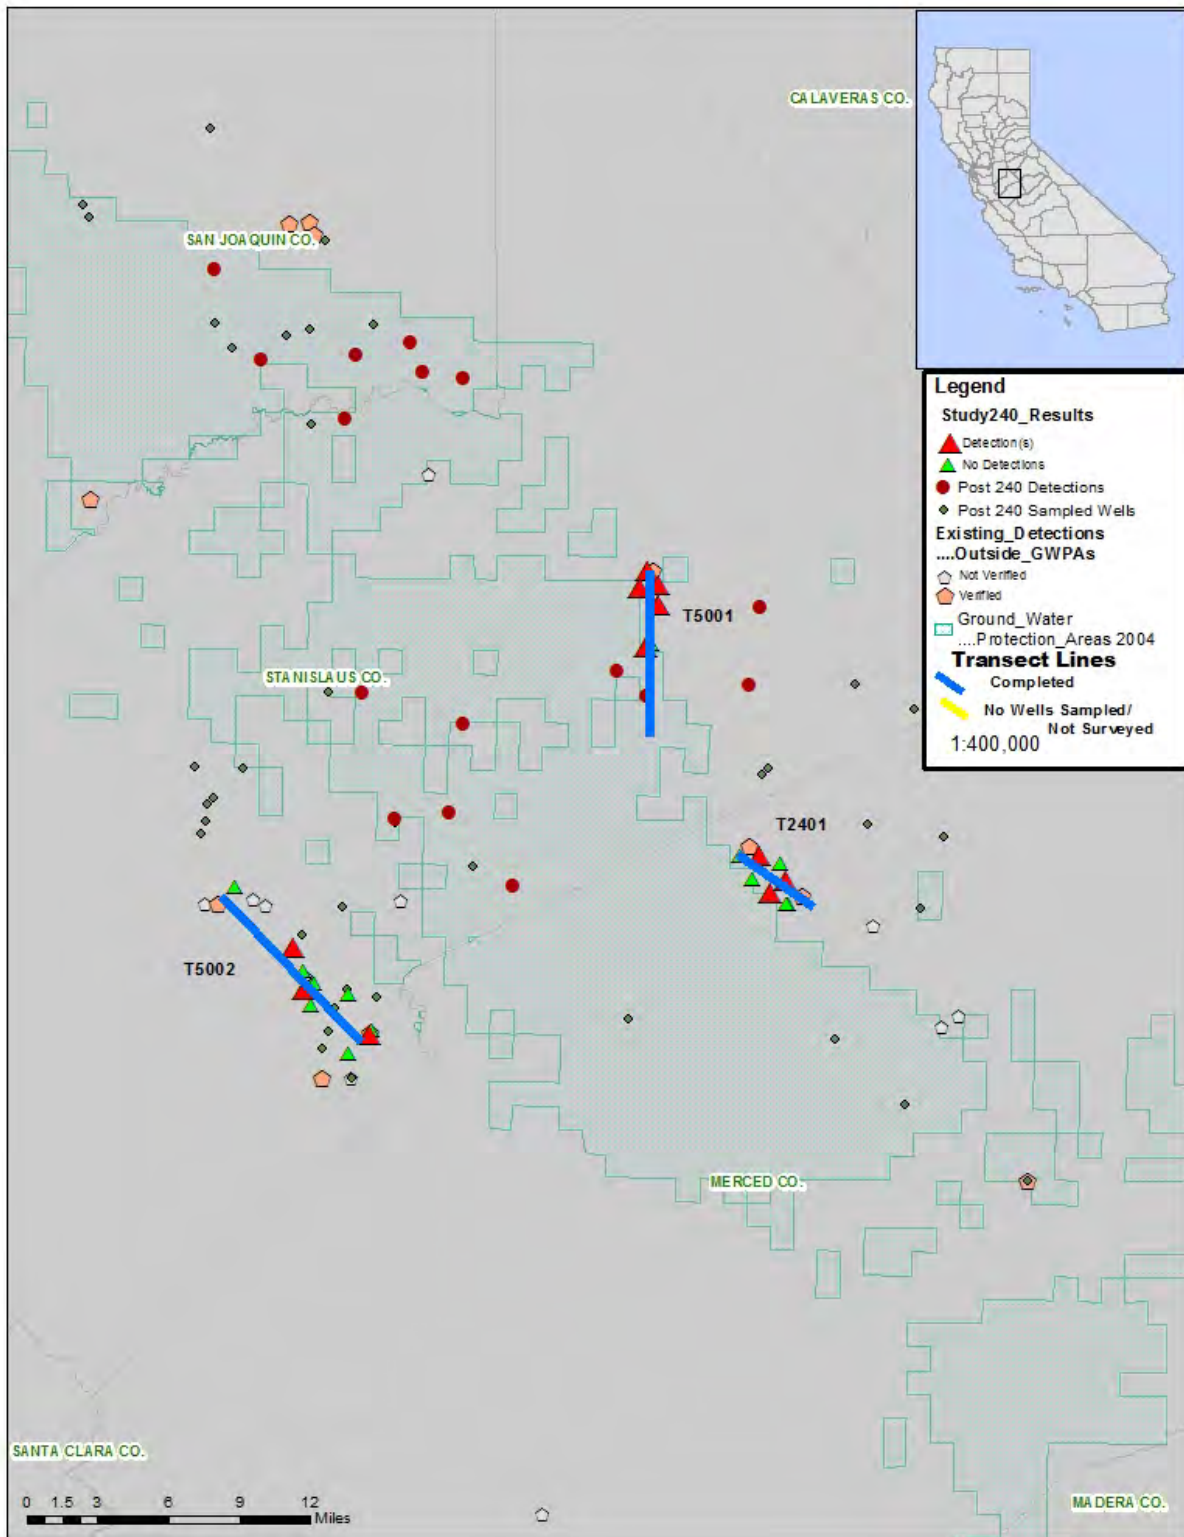 CALAVERAS CO.
SAN JOAQUIN CO.
Legend
Study240_Results
Detection(s)
No Detections
Post 240 Detections
Post 240 Sampled Wells
Existing_Detections
....Outside_GWPAs
Not Verified
Verified
Ground_Water
....Protection_Areas 2004
Transect Lines
Completed
No Wells Sampled/
Not Surveyed
1:400,000
T5001
STANISLAUS CO.
T2401
T5002
MERCED CO.
SANTA CLARA CO.
MADERA CO.
0 1.5 3 6 9 12
Miles